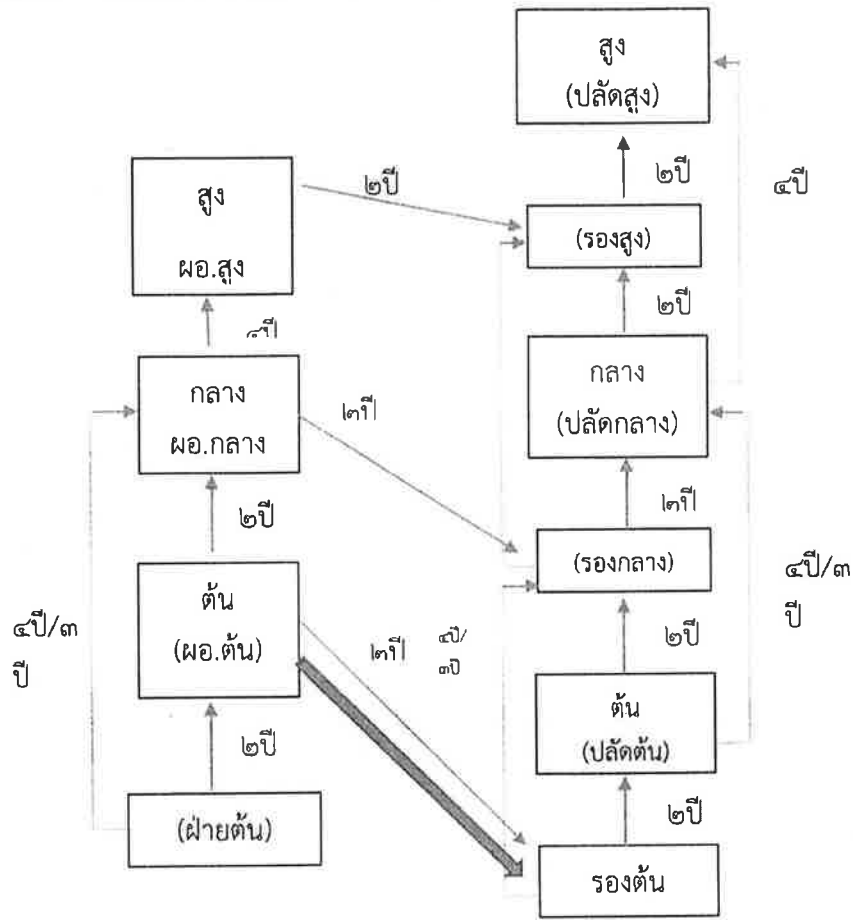 สูง
(ปลัดสูง)
๒ปี
๔ปี
สูง
ผอ.สูง
๒ปี
(รองสูง)
๒ปี
๔ปี
กลาง
ผอ.กลาง
๒ปี
กลาง
(ปลัดกลาง)
๒ปี
๒ปี
(รองกลาง)
๔ปี/๓
ปี
ต้น
(ผอ.ต้น)
๒ปี
๔ปี/
๓ปี
๒ปี
๔ปี/๓
ปี
ต้น
(ปลัดต้น)
๒ปี
(ฝ่ายต้น)
๒ปี
รองต้น